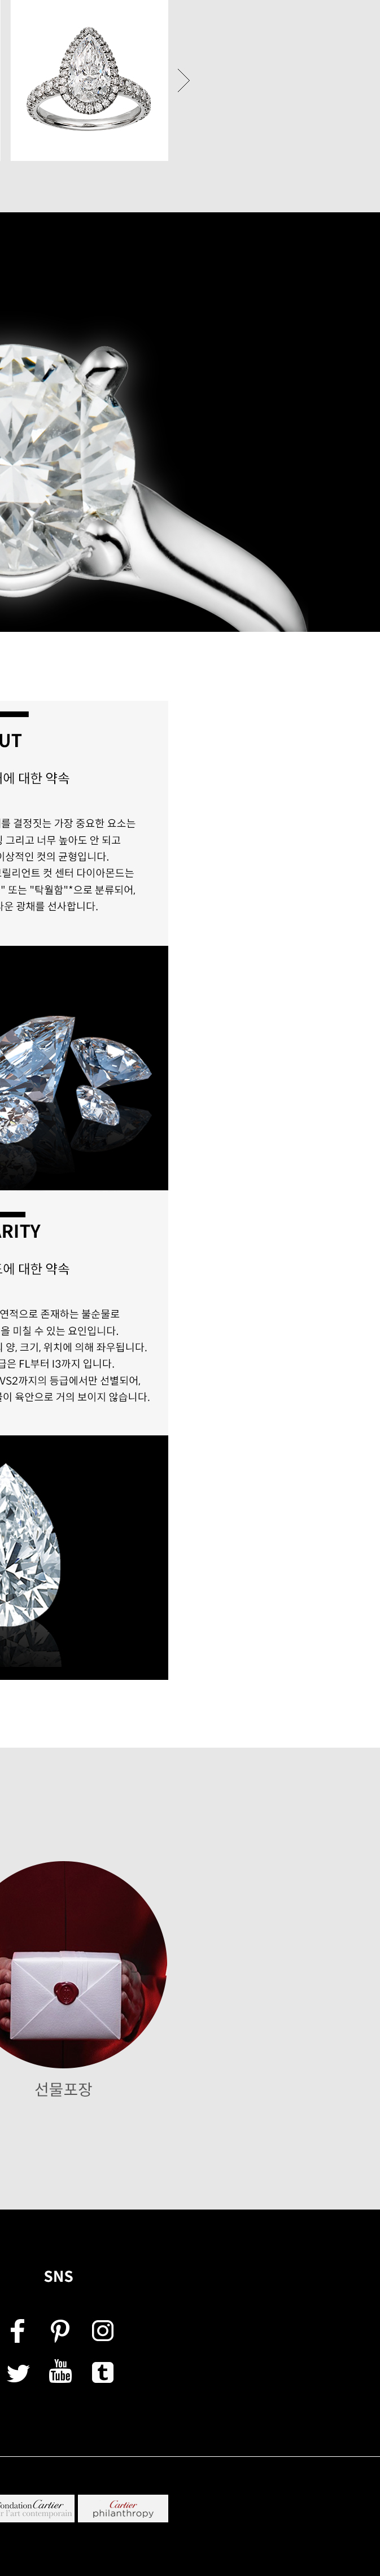 UT
에 대한 약속
를 결정짓는 가장 중요한 요소는
그리고 너무 높아도 안 되고
이상적인 컷의 균형입니다.
브릴리언트 컷 센터 다이아몬드는
" 또는 "탁월함"*으로 분류되어,
다운 광채를 선사합니다.
ARITY
에 대한 약속
연적으로 존재하는 불순물로
을 미칠 수 있는 요인입니다.
양, 크기, 위치에 의해 좌우됩니다.
급은 FL부터 I3까지 입니다.
VS2까지의 등급에서만 선별되어,
이 육안으로 거의 보이지 않습니다.
선물포장
SNS
You
Tube
fondation Cartier
r l'art contemporain
Cartier
philanthropy